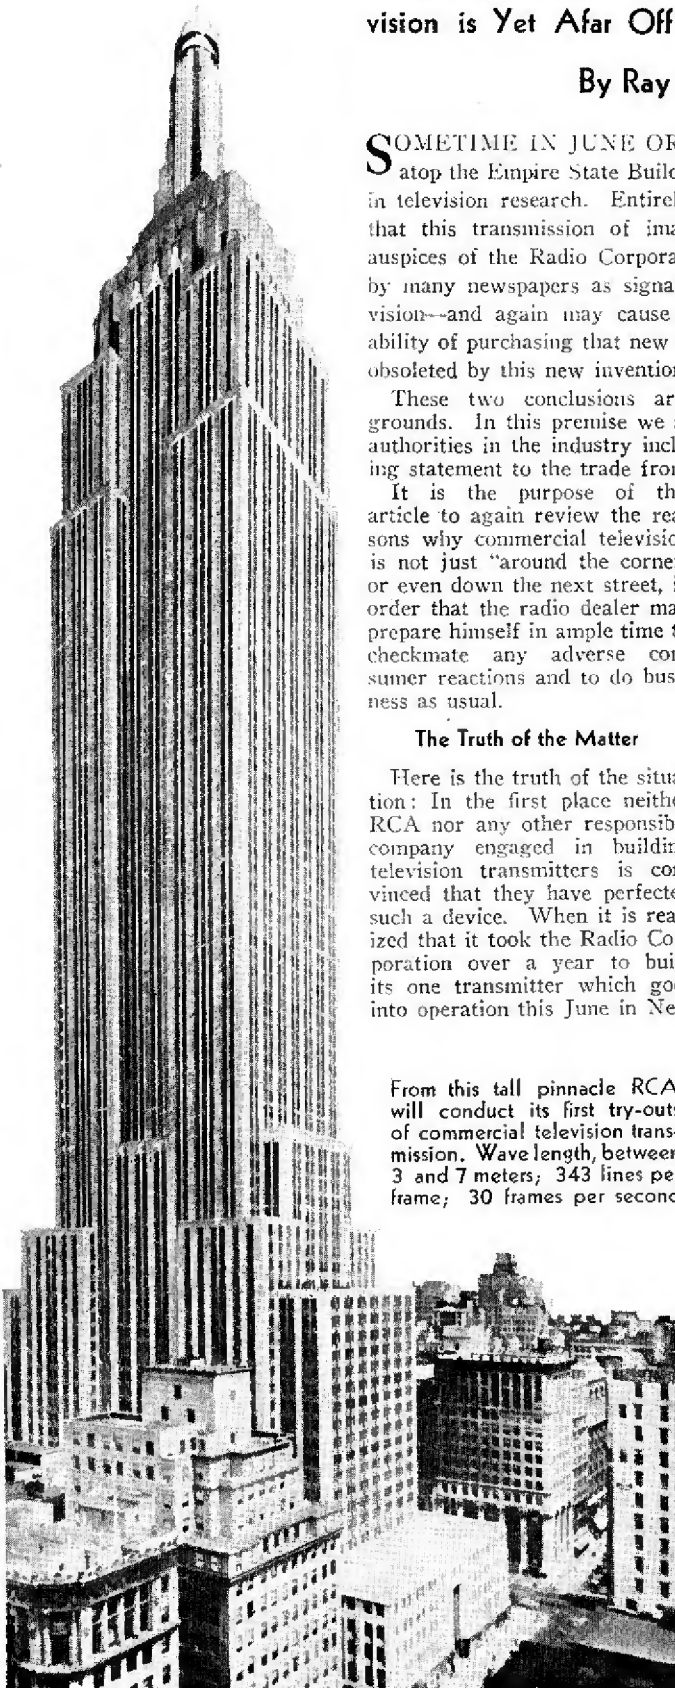 vision is Yet Afar Off
By Ray
SOMETIME IN JUNE OR
atop the Empire State Build
in television research. Entirel
that this transmission of ima
auspices of the Radio Corpora
by many newspapers as signa
vision—and again may cause
ability of purchasing that new
obsoleted by this new invention
These two conclusions ar
grounds. In this premise we
authorities in the industry incl
ing statement to the trade from
It is the purpose of th
article to again review the rea
sons why commercial televisio
is not just "around the corne
or even down the next street, i
order that the radio dealer ma
prepare himself in ample time t
checkmate any adverse con
sumer reactions and to do bus
ness as usual.
The Truth of the Matter
Here is the truth of the situa
tion: In the first place neithe
RCA nor any other responsib
company engaged in buildin
television transmitters is con
vinced that they have perfecte
such a device. When it is rea
ized that it took the Radio Co
poration over a year to buil
its one transmitter which goe
into operation this June in Ne
From this tall pinnacle RCA
will conduct its first try-outs
of commercial television trans-
mission. Wave length, between
3 and 7 meters; 343 lines pe
frame; 30 frames per second